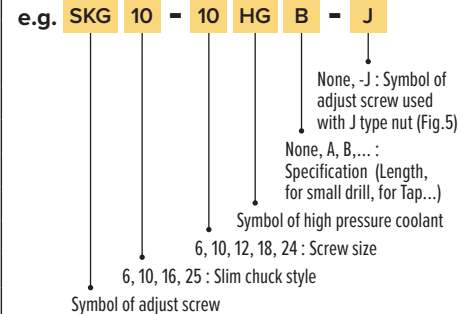 e.g. SKG 10 - 10 HG B - J
None, -J : Symbol of
adjust screw used
with J type nut (Fig.5)
None, A, B,... :
Specification (Length,
for small drill, for Tap...)
Symbol of high pressure coolant
6, 10, 12, 18, 24 : Screw size
6, 10, 16, 25 : Slim chuck style
Symbol of adjust screw